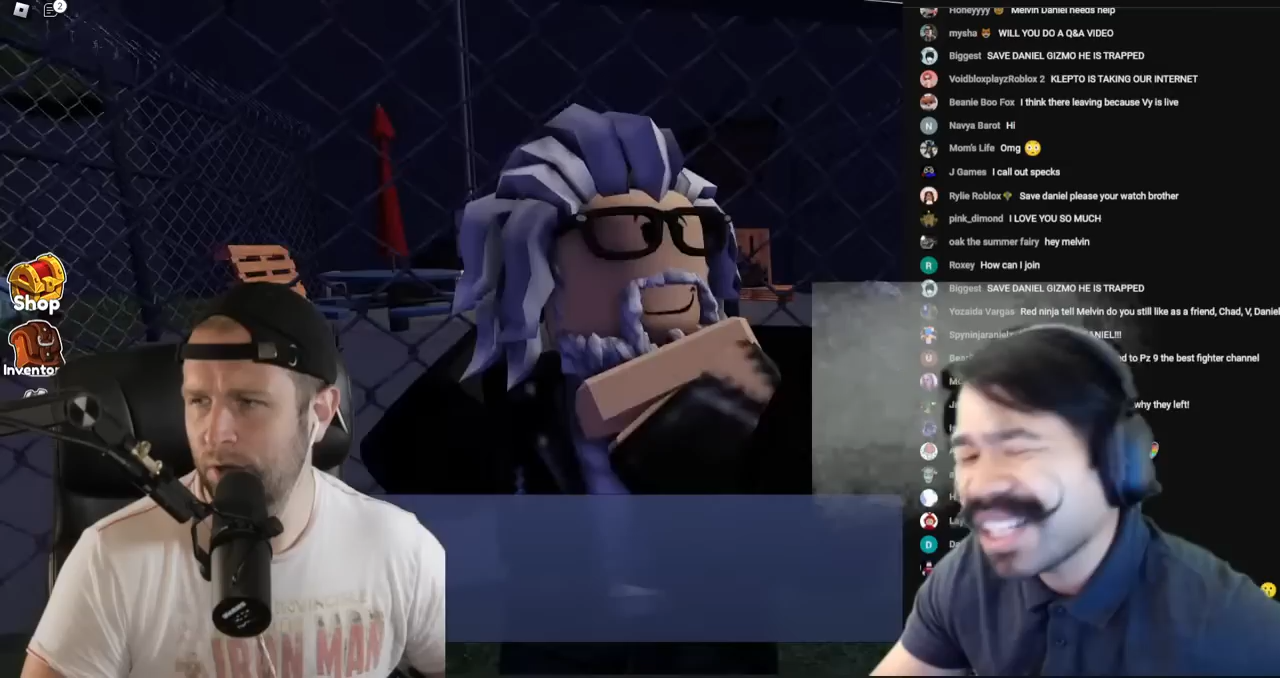 2
Shop
Inventor
Honeyyyy Melvin Daniel needs help
mysha WILL YOU DO A Q&A VIDEO
Biggest SAVE DANIEL GIZMO HE IS TRAPPED
VoidbloxplayzRoblox 2 KLEPTO IS TAKING OUR INTERNET
Beanie Boo Fox I think there leaving because Vy is live
N Navya Barot Hi
Mom's Life Omg 😳
J Games I call out specks
Rylie Roblox Save daniel please your watch brother
pink_dimond I LOVE YOU SO MUCH
oak the summer fairy hey melvin
R Roxey How can I join
Biggest SAVE DANIEL GIZMO HE IS TRAPPED
Yozaida Vargas Red ninja tell Melvin do you still like as a friend, Chad, V, Daniel
ANIEL!!!
U ed to Pz 9 the best fighter channel
why they left!
D
IRON MAN